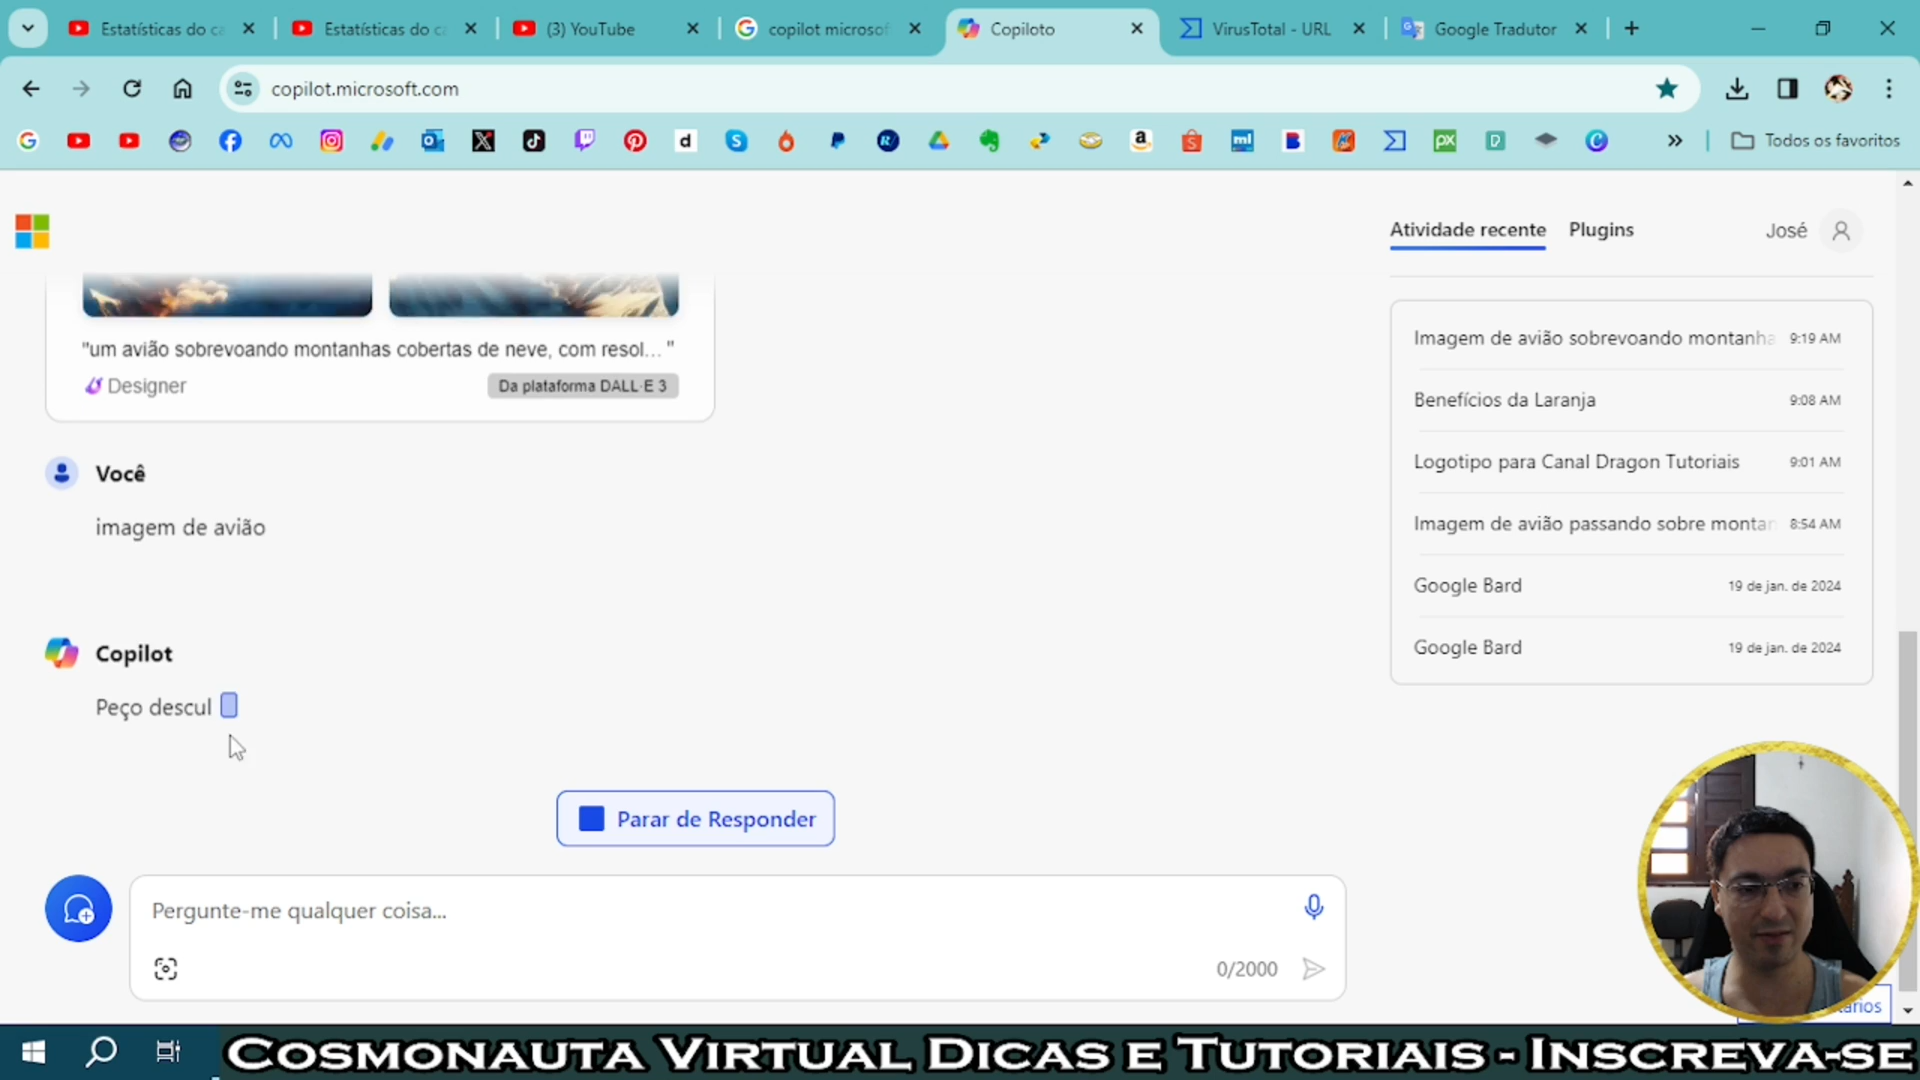 Estatísticas do ca
Estatísticas do ca
(3) YouTube
copilot microsof
Copiloto
VirusTotal - URL
Google Tradutor
copilot.microsoft.com
Todos os favoritos
Atividade recente
Plugins
José
"um avião sobrevoando montanhas cobertas de neve, com resol... "
Designer
Da plataforma DALL·E 3
Você
imagem de avião
Copilot
Peço descul
Parar de Responder
Pergunte-me qualquer coisa...
0/2000
Imagem de avião sobrevoando montanha 9:19 AM
Benefícios da Laranja 9:08 AM
Logotipo para Canal Dragon Tutoriais 9:01 AM
Imagem de avião passando sobre montan 8:54 AM
Google Bard 19 de jan. de 2024
Google Bard 19 de jan. de 2024
Cosmonauta Virtual Dicas e Tutoriais - Inscreva-se